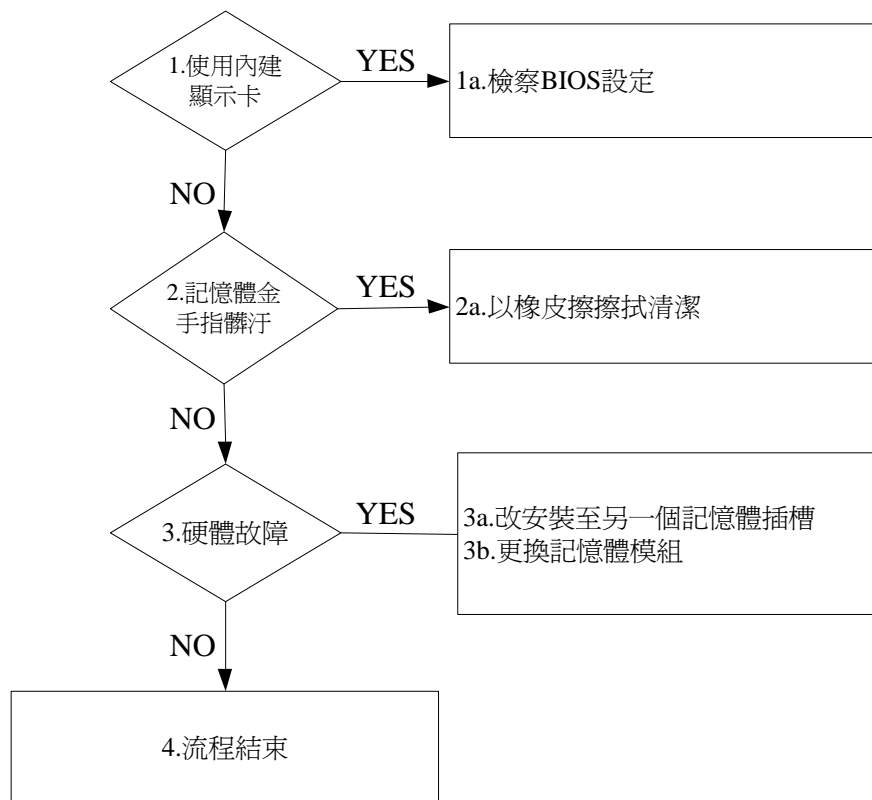 1.使用內建
顯示卡
YES
1a.檢察BIOS設定
NO
2.記憶體金
手指髒汙
YES
2a.以橡皮擦擦拭清潔
NO
3.硬體故障
YES
3a.改安裝至另一個記憶體插槽
3b.更換記憶體模組
NO
4.流程結束